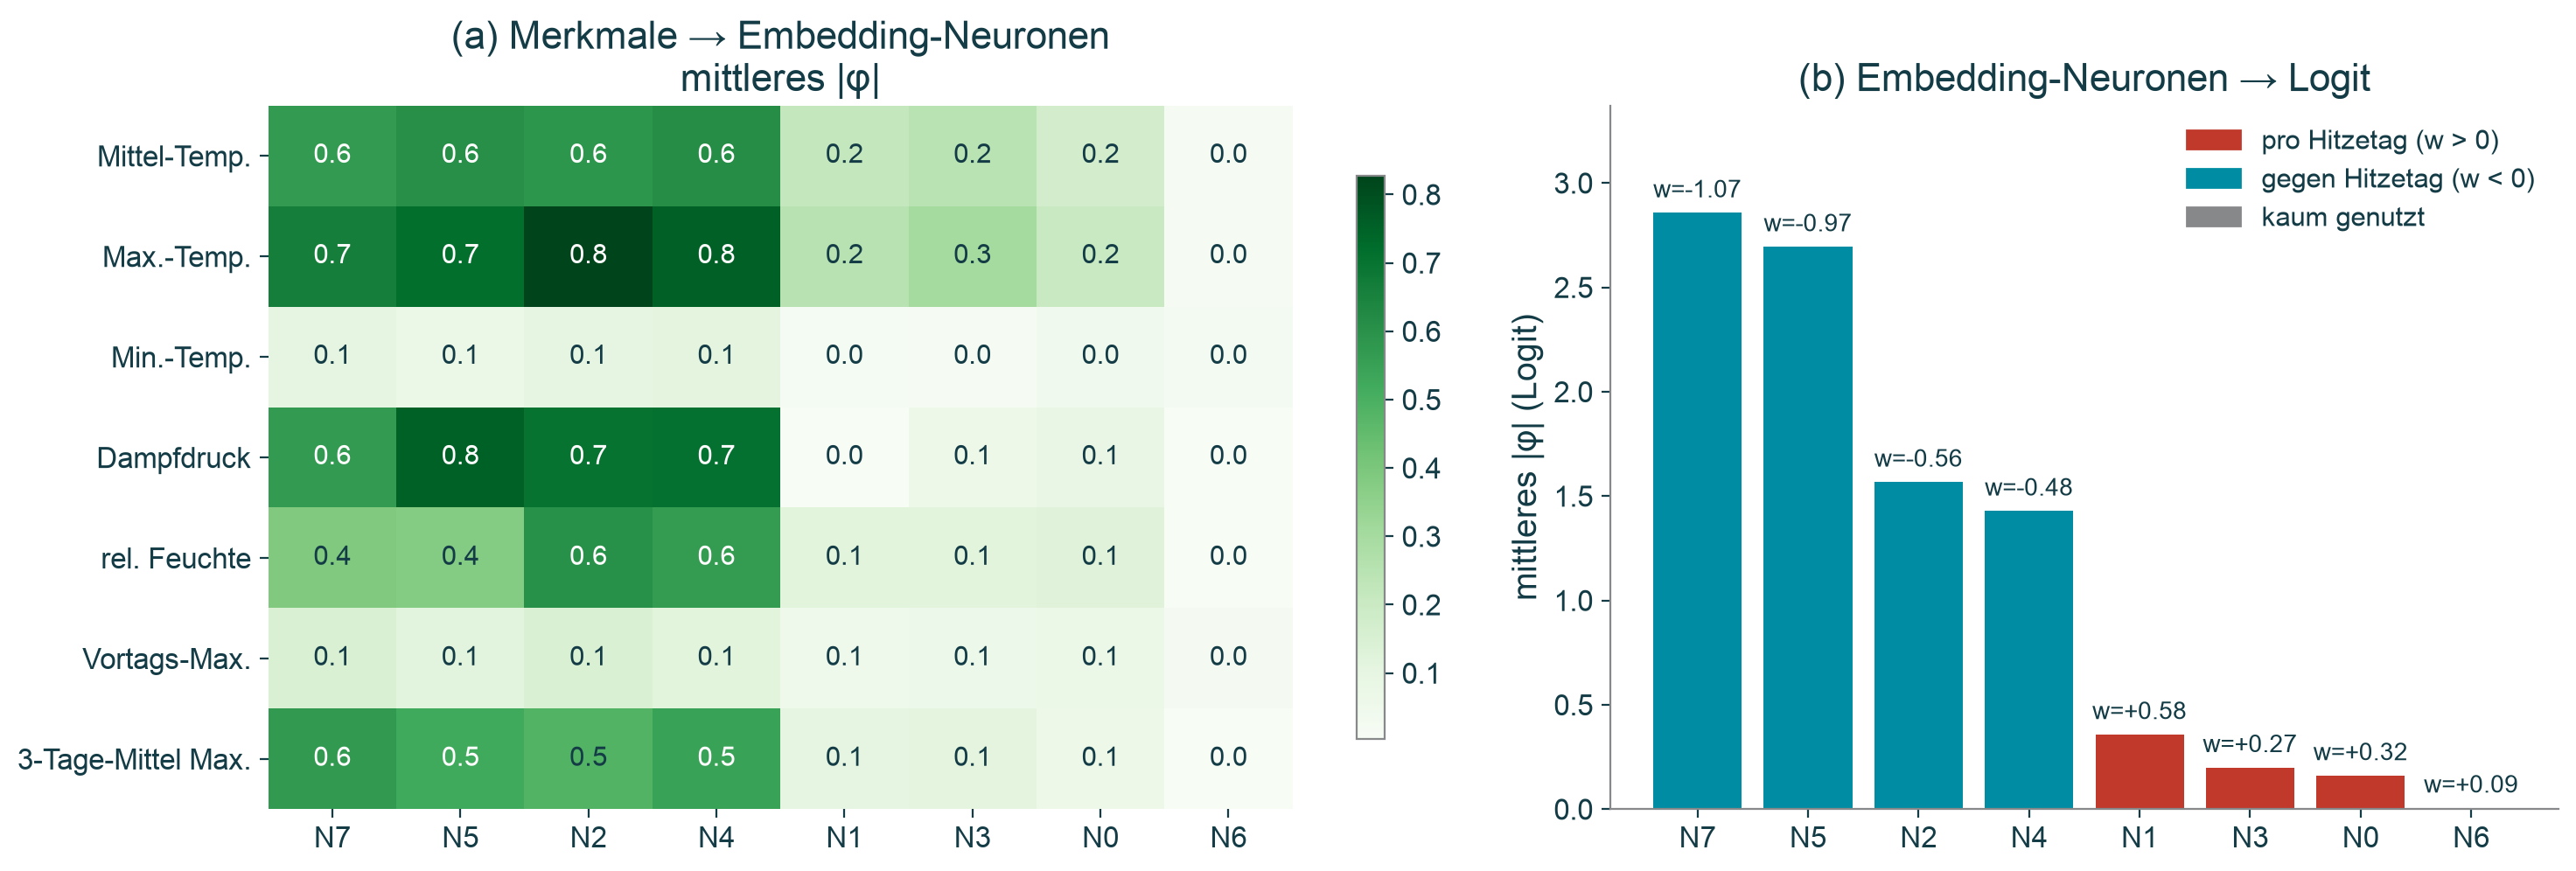 (a) Merkmale → Embedding-Neuronen
mittleres |φ|
Mittel-Temp. 0.6 0.6 0.6 0.6 0.2 0.2 0.2 0.0
Max.-Temp. 0.7 0.7 0.8 0.8 0.2 0.3 0.2 0.0
Min.-Temp. 0.1 0.1 0.1 0.1 0.0 0.0 0.0 0.0
Dampfdruck 0.6 0.8 0.7 0.7 0.0 0.1 0.1 0.0
rel. Feuchte 0.4 0.4 0.6 0.6 0.1 0.1 0.1 0.0
Vortags-Max. 0.1 0.1 0.1 0.1 0.1 0.1 0.1 0.0
3-Tage-Mittel Max. 0.6 0.5 0.5 0.5 0.1 0.1 0.1 0.0
N7 N5 N2 N4 N1 N3 N0 N6
0.8
0.7
0.6
0.5
0.4
0.3
0.2
0.1
(b) Embedding-Neuronen → Logit
pro Hitzetag (w > 0)
gegen Hitzetag (w < 0)
kaum genutzt
mittleres |φ| (Logit)
3.0
2.5
2.0
1.5
1.0
0.5
0.0
w=-1.07
w=-0.97
w=-0.56
w=-0.48
w=+0.58
w=+0.27
w=+0.32
w=+0.09
N7 N5 N2 N4 N1 N3 N0 N6